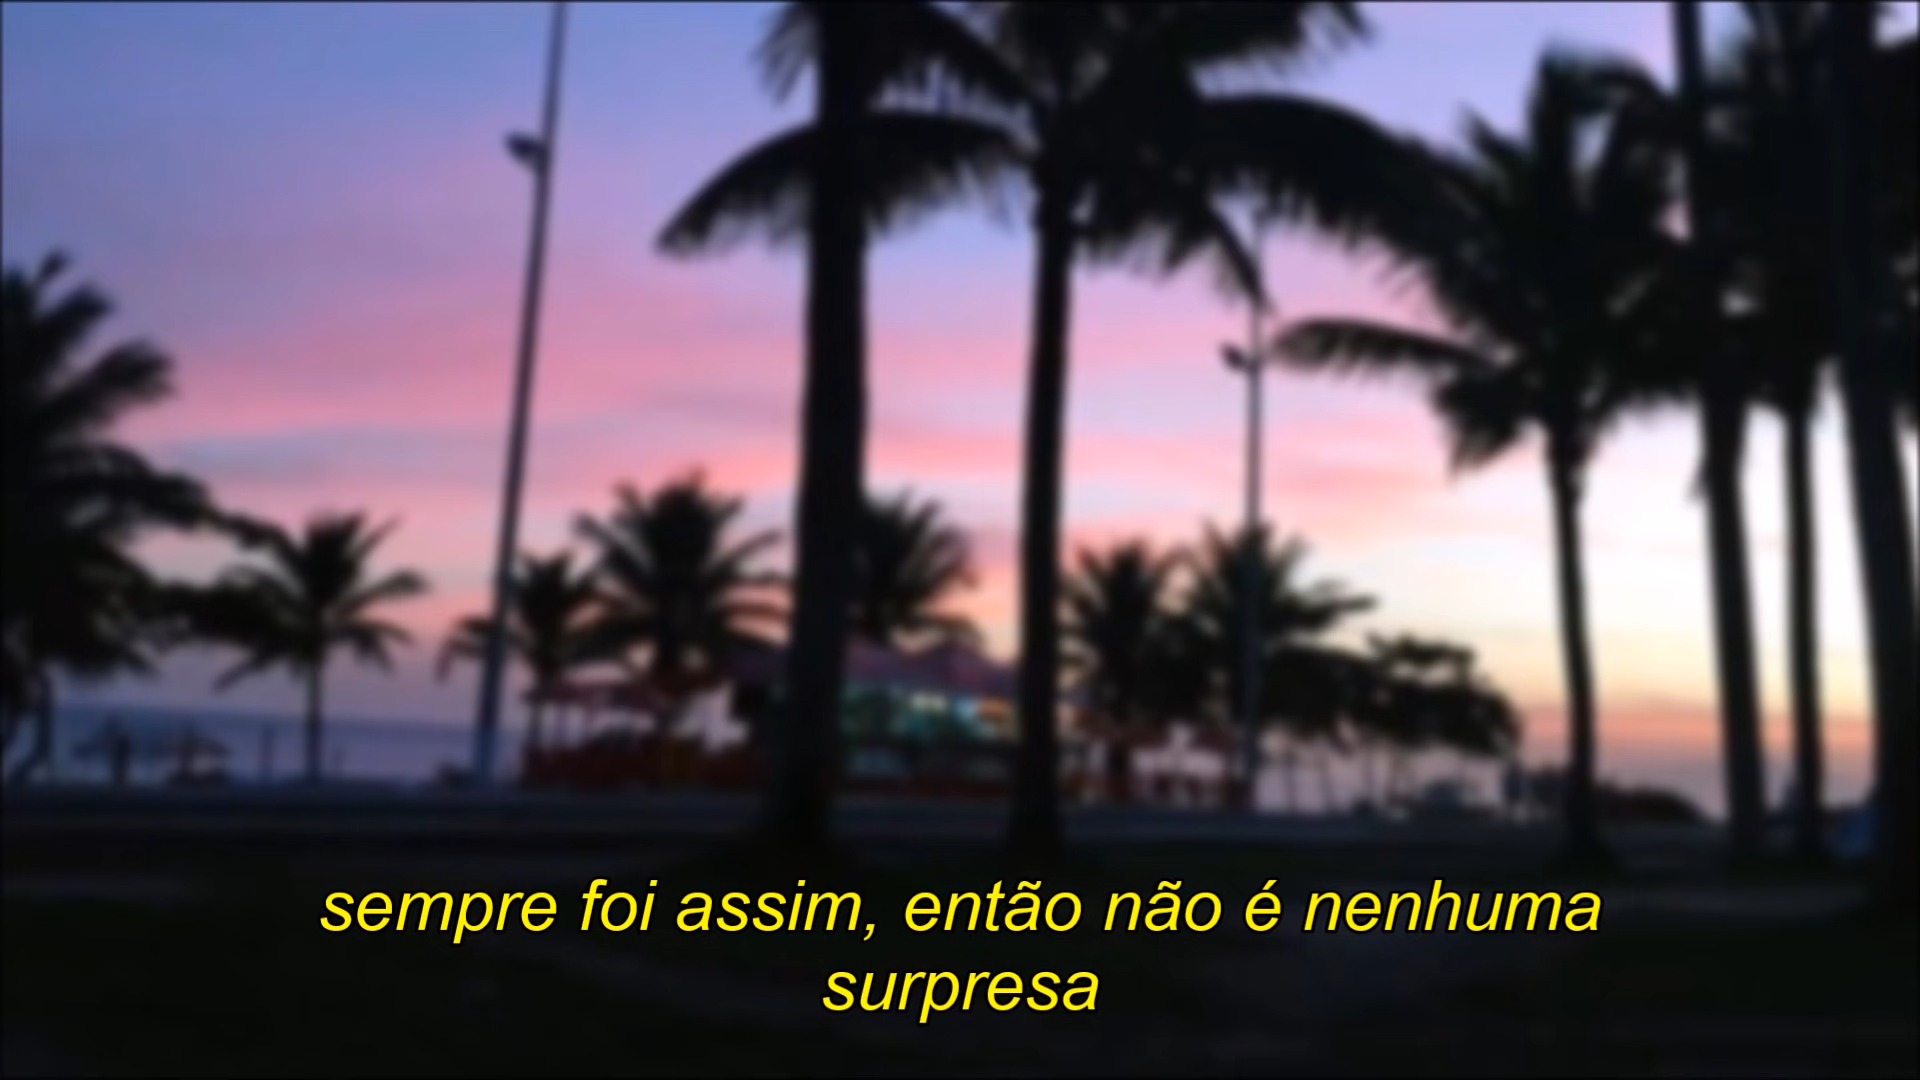 sempre foi assim, então não é nenhuma
surpresa